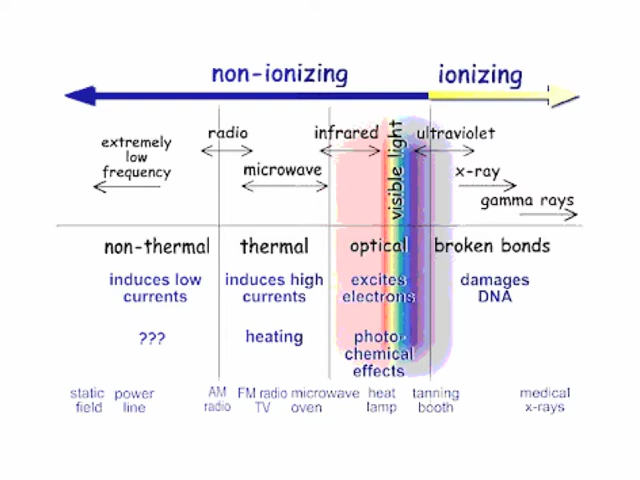 non-ionizing
ionizing
extremely
low
frequency
radio
microwave
infrared
visible light
ultraviolet
x-ray
gamma rays
non-thermal
thermal
optical
broken bonds
induces low
currents
induces high
currents
excites
electrons
damages
DNA
???
heating
photo-
chemical
effects
static
field
power
line
AM
radio
FM radio
TV
microwave
oven
heat
lamp
tanning
booth
medical
x-rays